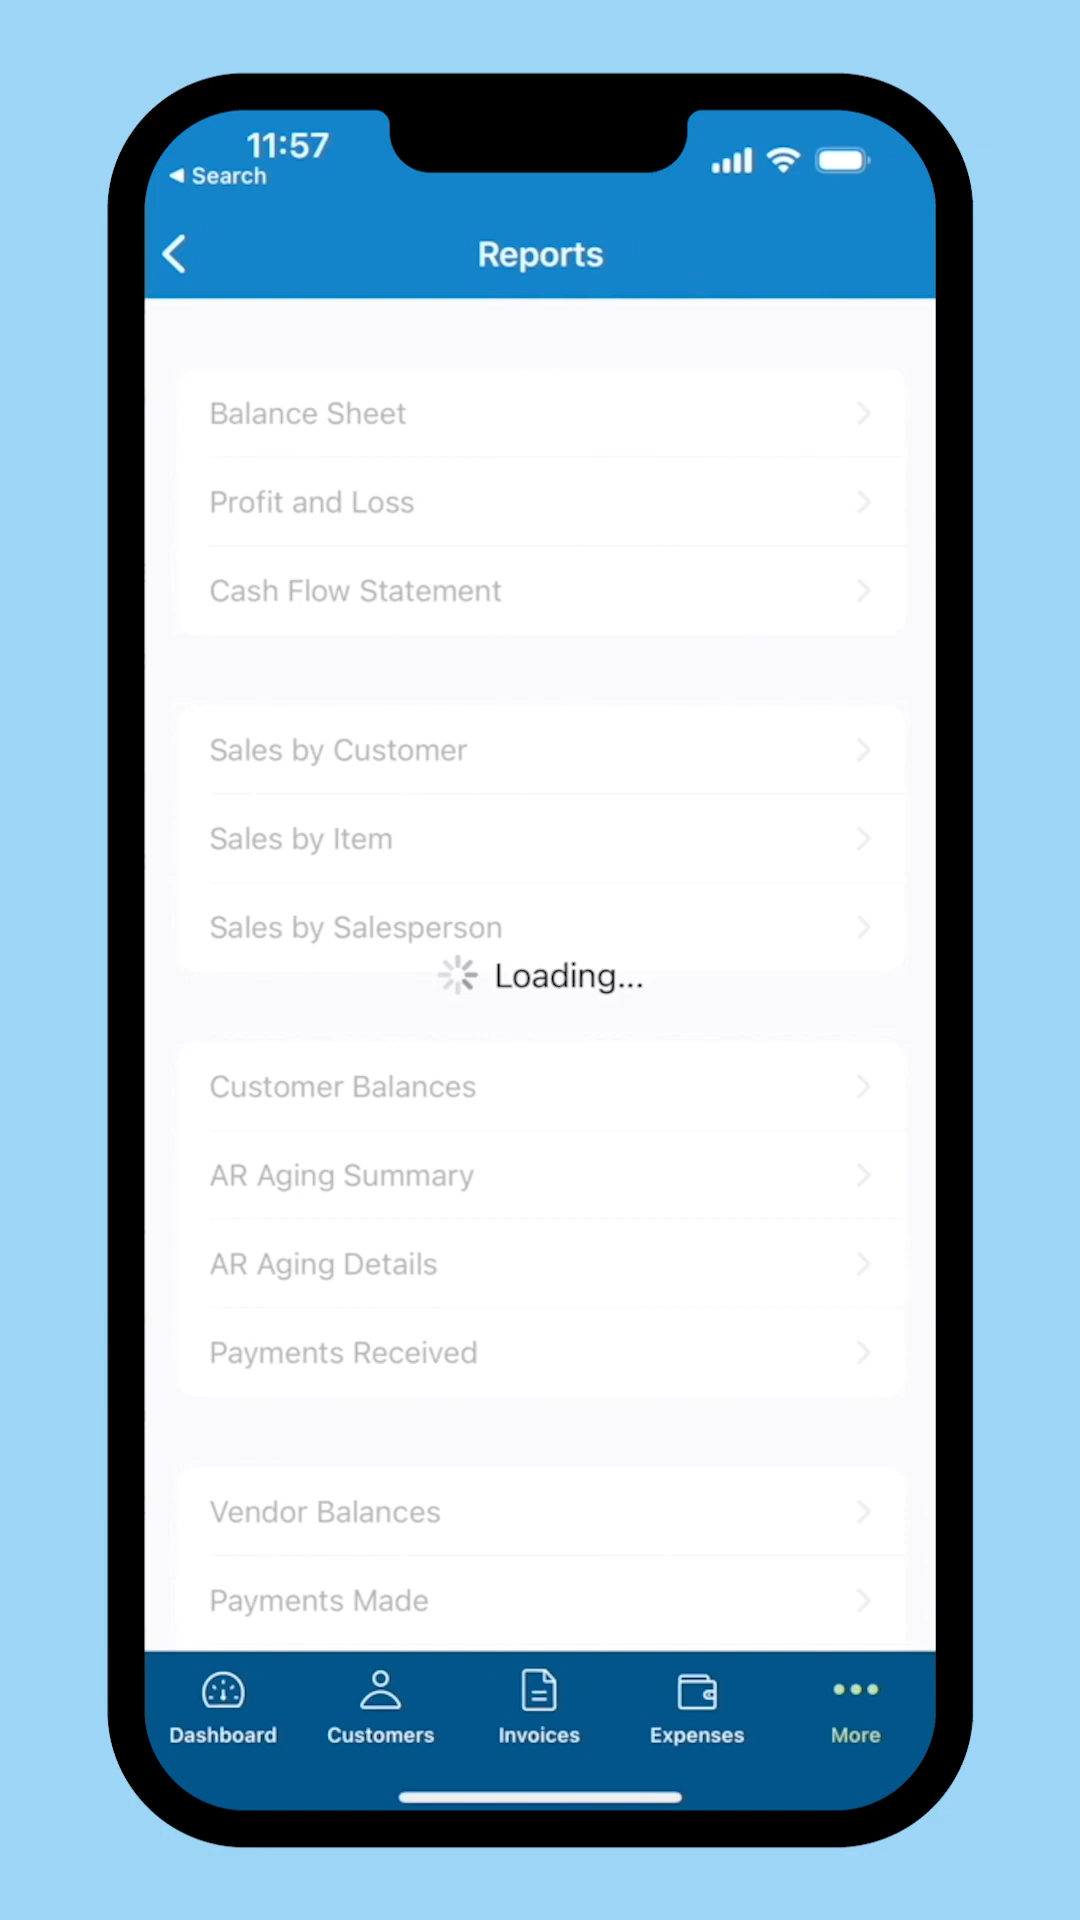 11:57
◀ Search
Reports
Balance Sheet
Profit and Loss
Cash Flow Statement
Sales by Customer
Sales by Item
Sales by Salesperson
Loading...
Customer Balances
AR Aging Summary
AR Aging Details
Payments Received
Vendor Balances
Payments Made
Dashboard Customers Invoices Expenses More